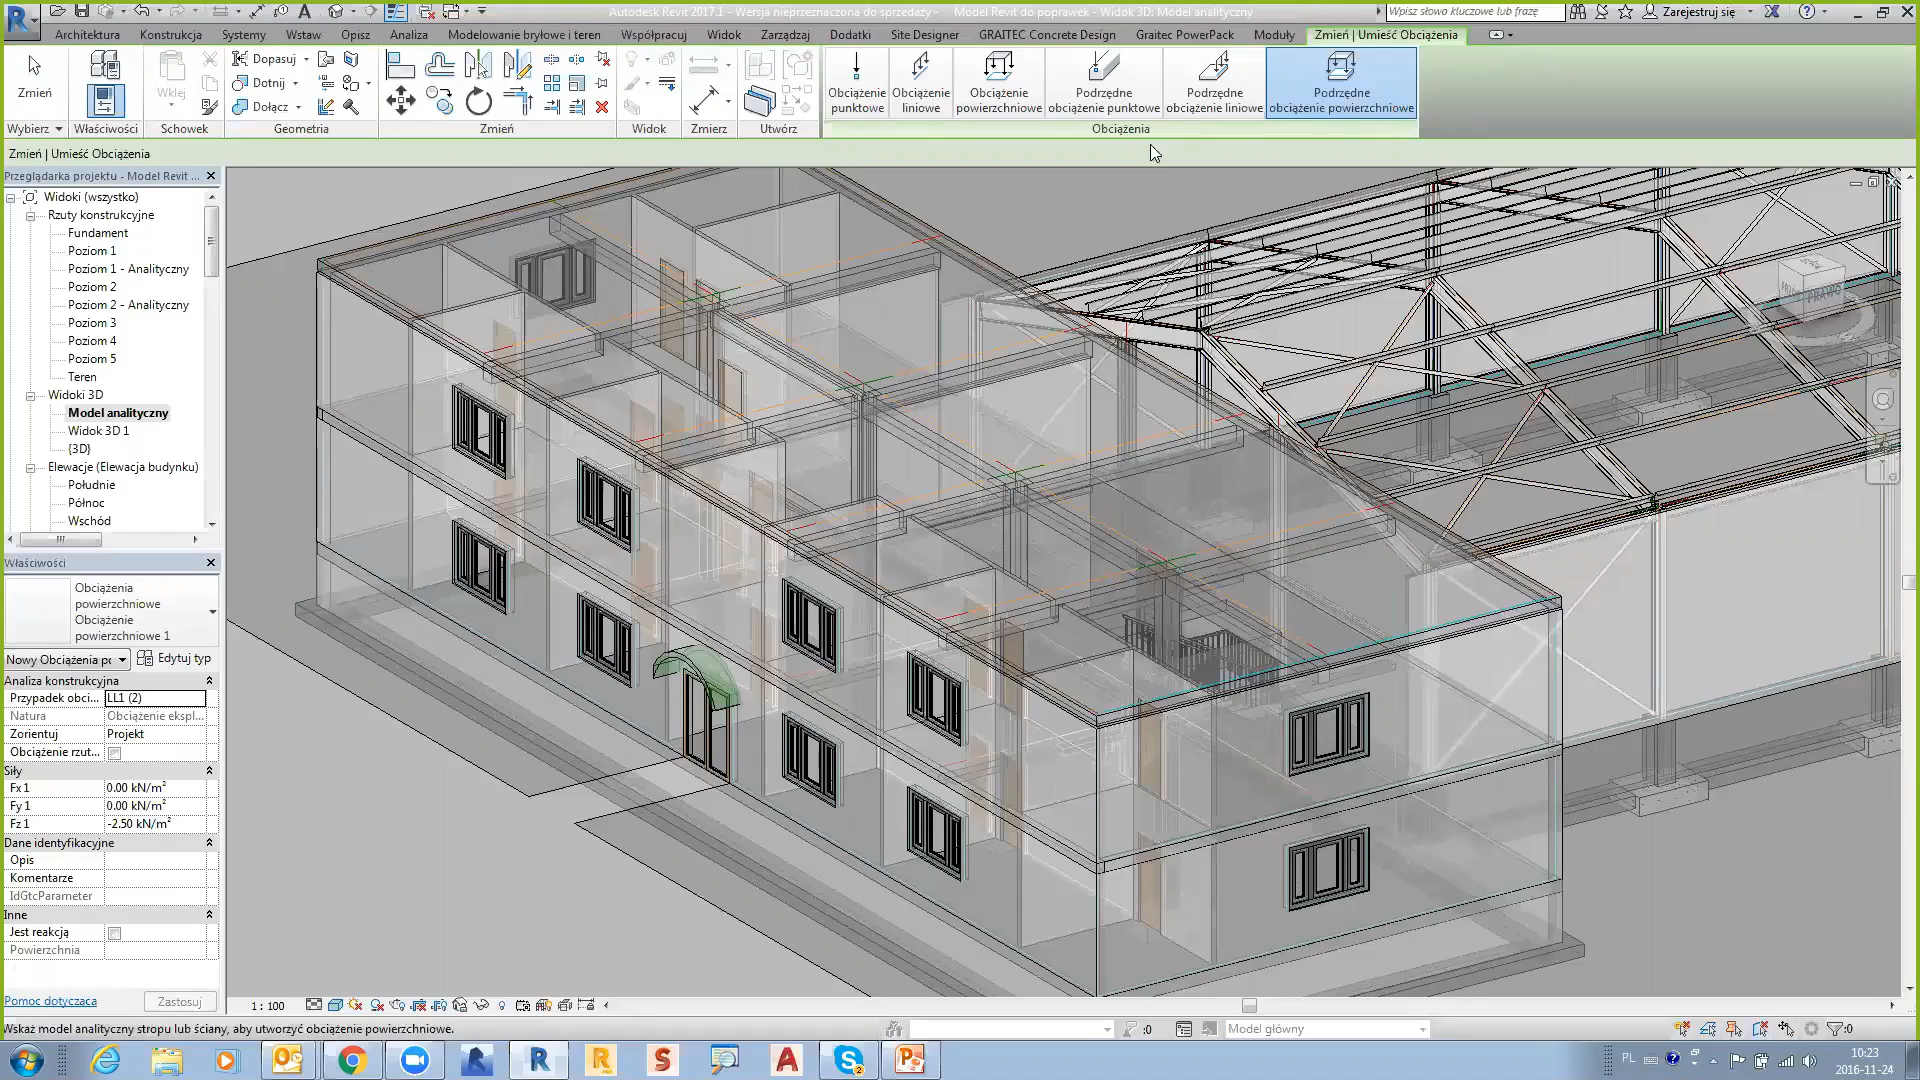 Autodesk Revit 2017.1 - Wersja nieprzeznaczona do sprzedaży - Model Revit do poprawek - Widok 3D: Model analityczny
Wpisz słowo kluczowe lub frazę
Zarejestruj się
Architektura Konstrukcja Systemy Wstaw Opisz Analiza Modelowanie bryłowe i teren Współpracuj Widok Zarządzaj Dodatki Site Designer GRAITEC Concrete Design Graitec PowerPack Moduły Zmień | Umieść Obciążenia
Zmień
Wklej
Dopasuj
Dotnij
Dołącz
Obciążenie punktowe
Obciążenie liniowe
Obciążenie powierzchniowe
Podrzędne obciążenie punktowe
Podrzędne obciążenie liniowe
Podrzędne obciążenie powierzchniowe
Wybierz Właściwości Schowek Geometria Zmień Widok Zmierz Utwórz Obciążenia
Zmień | Umieść Obciążenia
Przeglądarka projektu - Model Revit ...
Widoki (wszystko)
Rzuty konstrukcyjne
Fundament
Poziom 1
Poziom 1 - Analityczny
Poziom 2
Poziom 2 - Analityczny
Poziom 3
Poziom 4
Poziom 5
Teren
Widoki 3D
Model analityczny
Widok 3D 1
{3D}
Elewacje (Elewacja budynku)
Południe
Północ
Wschód
Właściwości
Obciążenia
powierzchniowe
Obciążenie
powierzchniowe 1
Nowy Obciążenia pc
Edytuj typ
Analiza konstrukcyjna
Przypadek obci... LL1 (2)
Natura Obciążenie ekspl...
Zorientuj Projekt
Obciążenie rzut...
Siły
Fx 1 0.00 kN/m²
Fy 1 0.00 kN/m²
Fz 1 -2.50 kN/m²
Dane identyfikacyjne
Opis
Komentarze
IdGtcParameter
Inne
Jest reakcją
Powierzchnia
Pomoc dotycząca
Zastosuj
PRAWO
1 : 100
Wskaż model analityczny stropu lub ściany, aby utworzyć obciążenie powierzchniowe.
:0
Model główny
:0
PL
10:23
2016-11-24